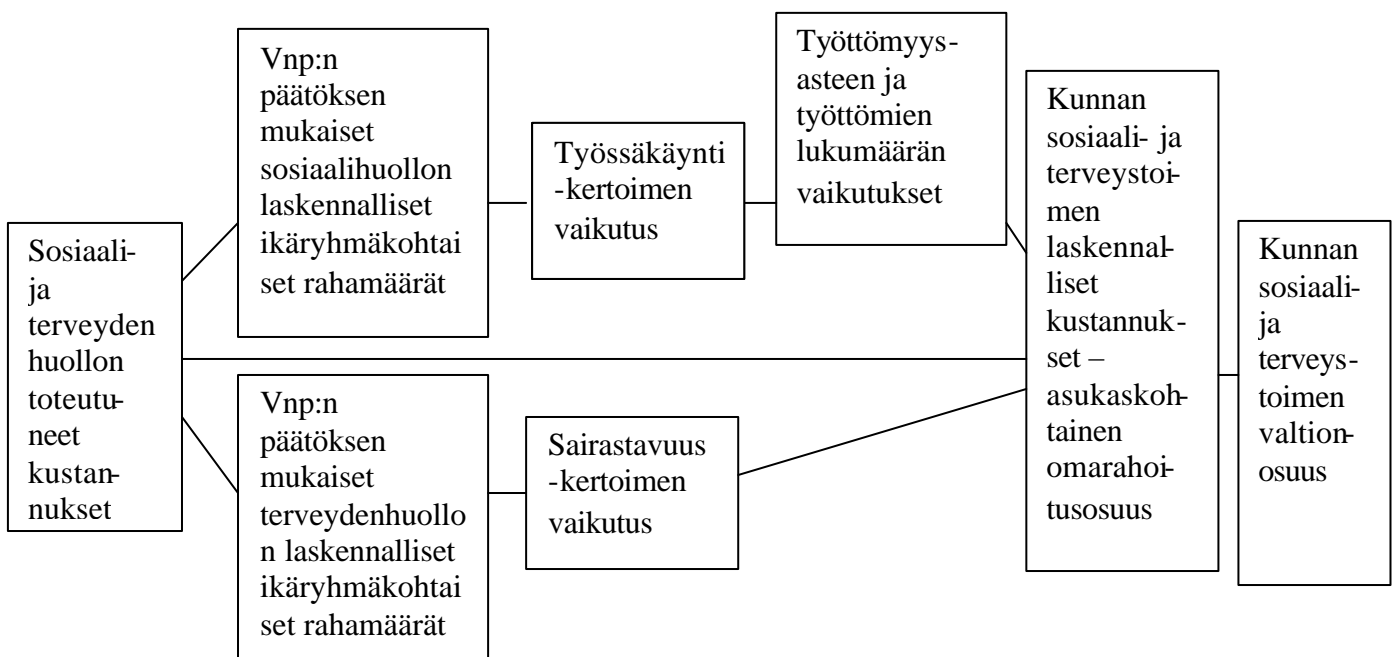 Sosiaali-
ja
terveyden
huollon
toteutu-
neet
kustan-
nukset
Vnp:n
päätöksen
mukaiset
sosiaalihuollon
laskennalliset
ikäryhmäkohtai
set rahamäärät
Työssäkäynti
-kertoimen
vaikutus
Työttömyys-
asteen ja
työttömien
lukumäärän
vaikutukset
Vnp:n
päätöksen
mukaiset
terveydenhuollo
n laskennalliset
ikäryhmäkohtai
set rahamäärät
Sairastavuus
-kertoimen
vaikutus
Kunnan
sosiaali- ja
terveystoi-
men
laskennal-
liset
kustannuk-
set –
asukaskoh-
tainen
omarahoi-
tusosuus
Kunnan
sosiaali-
ja
terveys-
toimen
valtion-
osuus